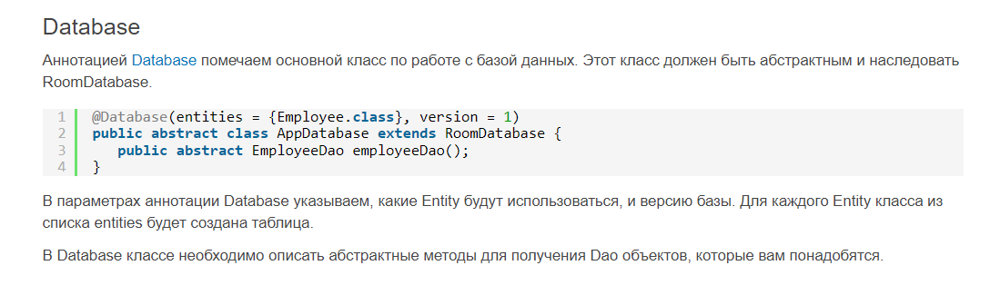 Database
Аннотацией Database помечаем основной класс по работе с базой данных. Этот класс должен быть абстрактным и наследовать
RoomDatabase.
1 @Database(entities = {Employee.class}, version = 1)
2 public abstract class AppDatabase extends RoomDatabase {
3    public abstract EmployeeDao employeeDao();
4 }
В параметрах аннотации Database указываем, какие Entity будут использоваться, и версию базы. Для каждого Entity класса из
списка entities будет создана таблица.
В Database классе необходимо описать абстрактные методы для получения Dao объектов, которые вам понадобятся.